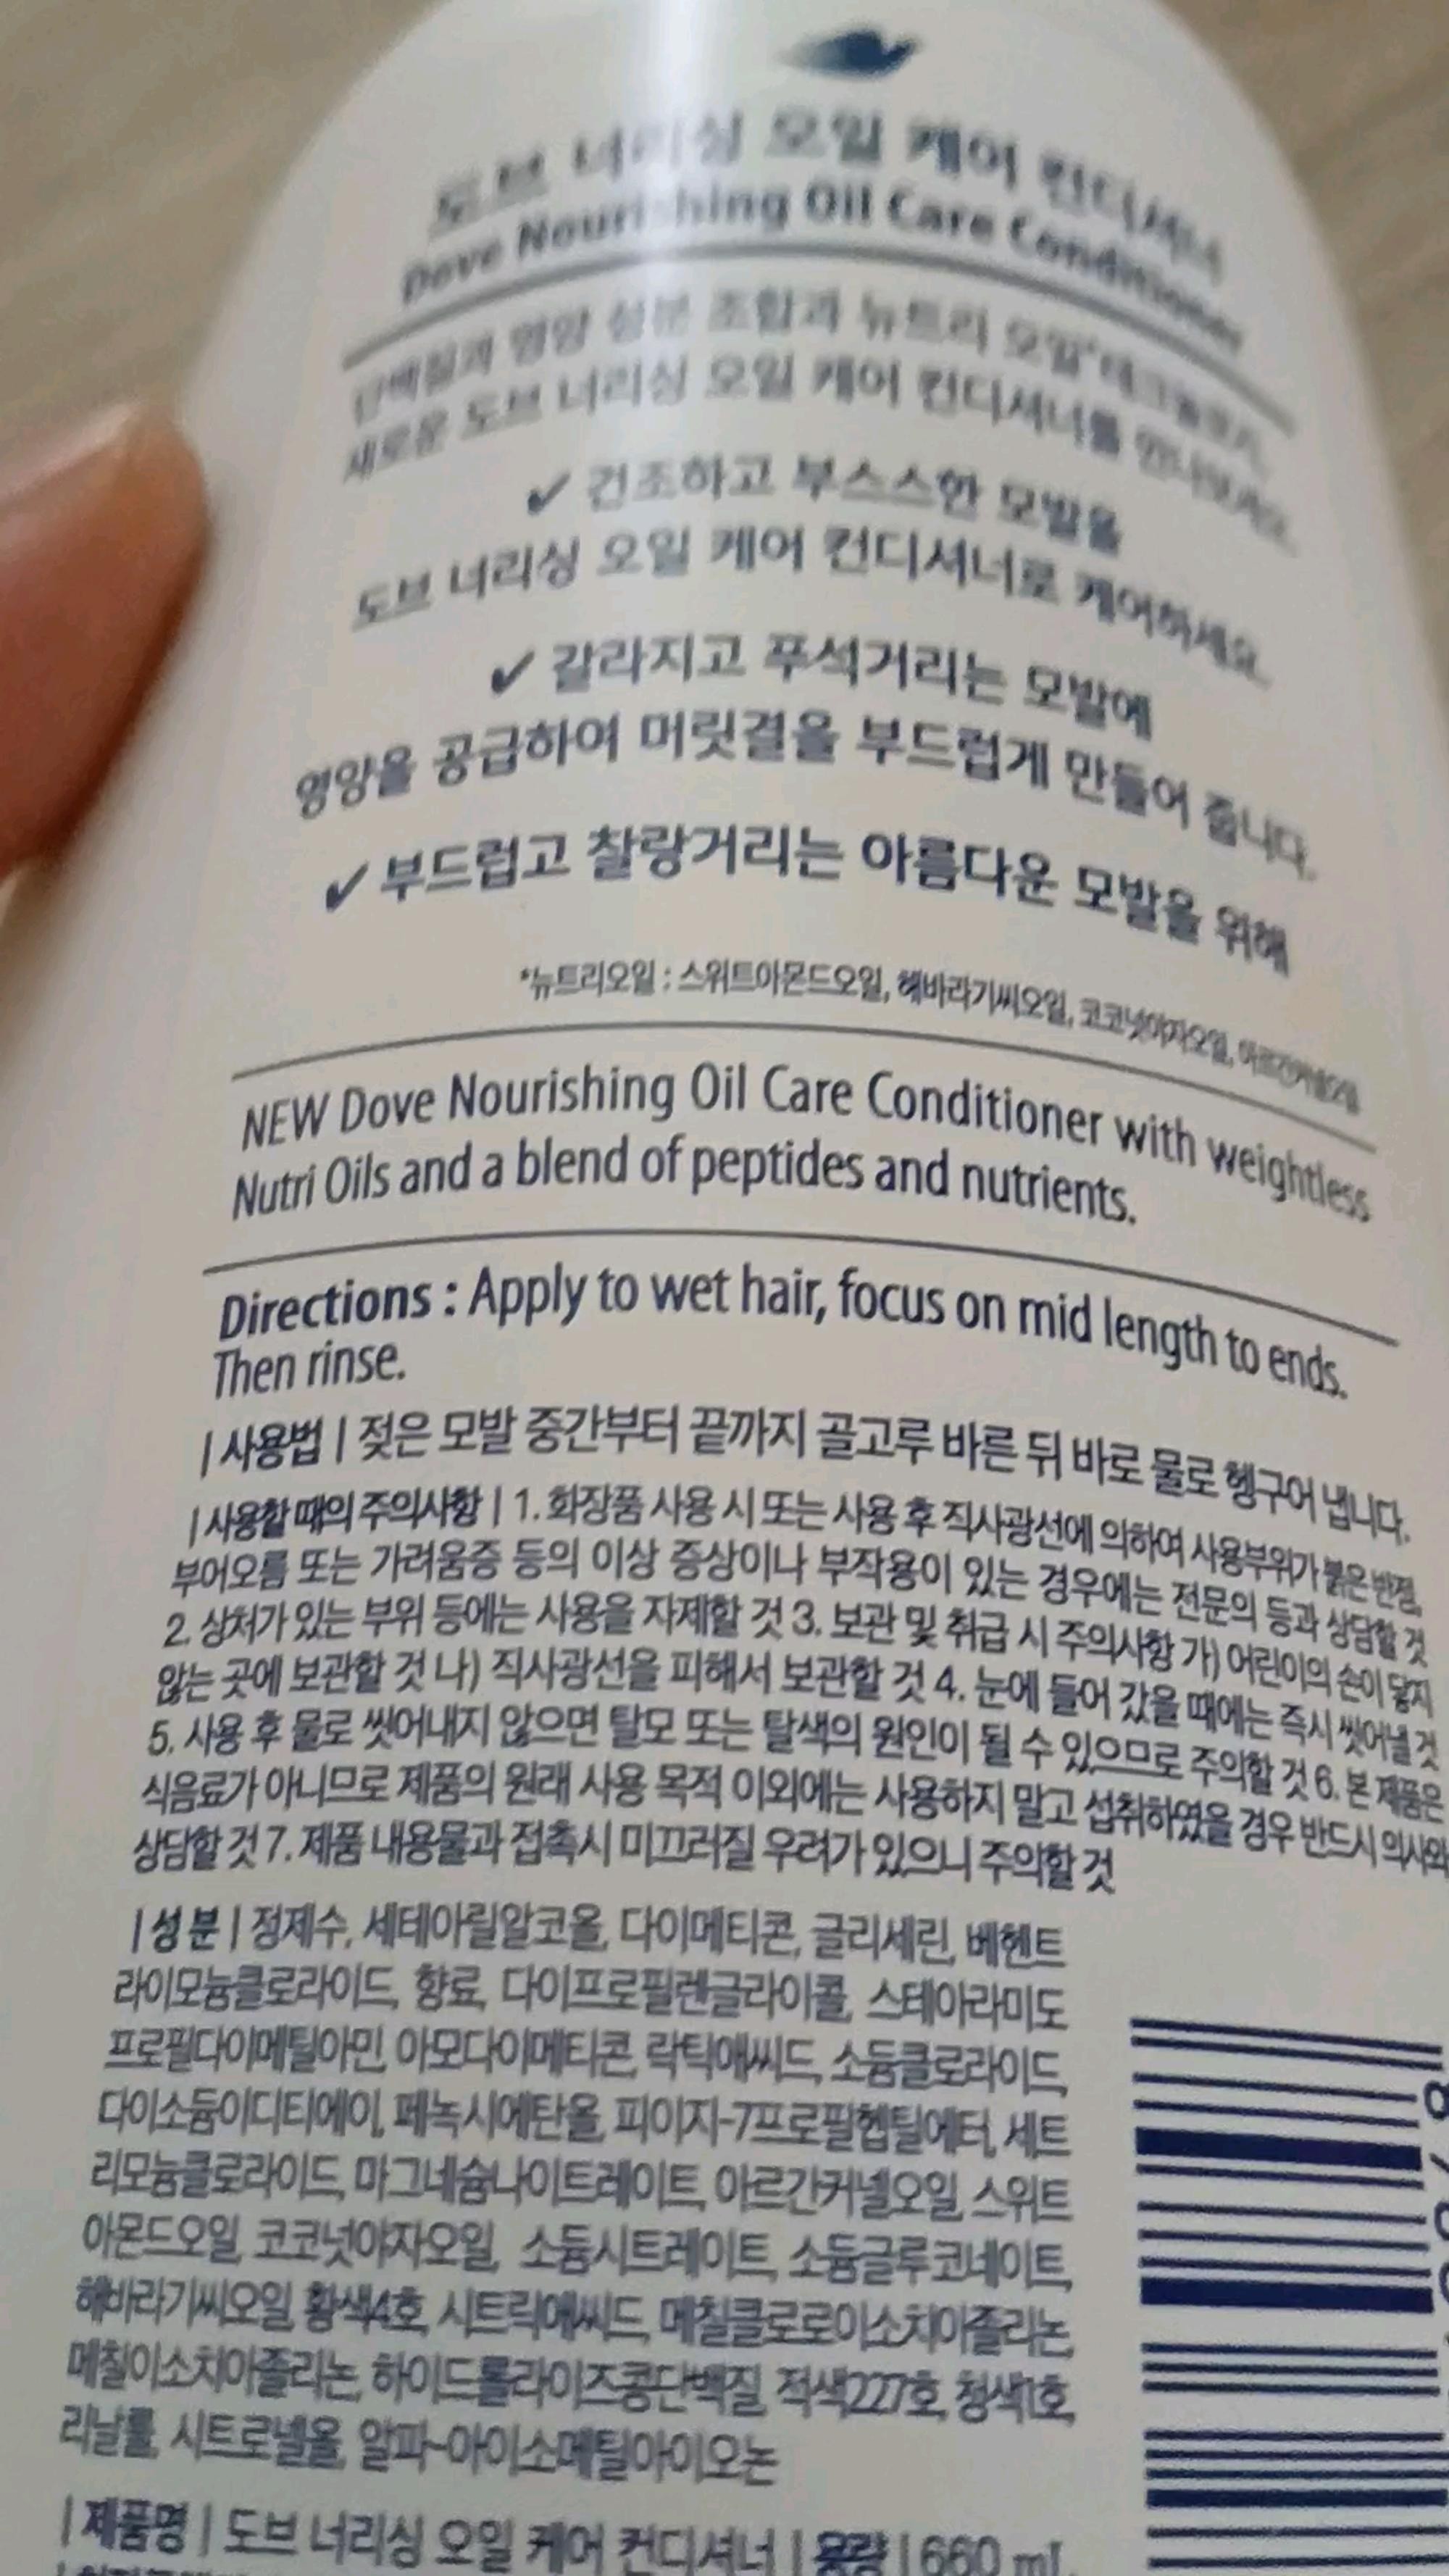 도브 너리싱 오일 케어 컨디셔너
Dove Nourishing Oil Care Conditioner
단백질과 영양 성분 조합과 뉴트리 오일*테크놀로지,
새로운 도브 너리싱 오일 케어 컨디셔너를 만나보세요.
✔ 건조하고 부스스한 모발을
도브 너리싱 오일 케어 컨디셔너로 케어하세요.
✔ 갈라지고 푸석거리는 모발에
영양을 공급하여 머릿결을 부드럽게 만들어 줍니다.
✔ 부드럽고 찰랑거리는 아름다운 모발을 위해
*뉴트리오일 : 스위트아몬드오일, 해바라기씨오일, 코코넛야자오일, 아르간커넬오일
NEW Dove Nourishing Oil Care Conditioner with weightless
Nutri Oils and a blend of peptides and nutrients.
Directions : Apply to wet hair, focus on mid length to ends.
Then rinse.
| 사용법 | 젖은 모발 중간부터 끝까지 골고루 바른 뒤 바로 물로 헹구어 냅니다.
| 사용할 때의 주의사항 | 1. 화장품 사용 시 또는 사용 후 직사광선에 의하여 사용부위가 붉은 반점,
부어오름 또는 가려움증 등의 이상 증상이나 부작용이 있는 경우에는 전문의 등과 상담할 것
2. 상처가 있는 부위 등에는 사용을 자제할 것 3. 보관 및 취급 시 주의사항 가) 어린이의 손이 닿지
않는 곳에 보관할 것 나) 직사광선을 피해서 보관할 것 4. 눈에 들어 갔을 때에는 즉시 씻어낼 것
5. 사용 후 물로 씻어내지 않으면 탈모 또는 탈색의 원인이 될 수 있으므로 주의할 것 6. 본 제품은
식음료가 아니므로 제품의 원래 사용 목적 이외에는 사용하지 말고 섭취하였을 경우 반드시 의사와
상담할 것 7. 제품 내용물과 접촉시 미끄러질 우려가 있으니 주의할 것
| 성분 | 정제수, 세테아릴알코올, 다이메티콘, 글리세린, 베헨트
라이모늄클로라이드, 향료, 다이프로필렌글라이콜, 스테아라미도
프로필다이메틸아민, 아모다이메티콘, 락틱애씨드, 소듐클로라이드,
다이소듐이디티에이, 페녹시에탄올, 피이지-7프로필헵틸에터, 세트
리모늄클로라이드, 마그네슘나이트레이트, 아르간커넬오일, 스위트
아몬드오일, 코코넛야자오일, 소듐시트레이트, 소듐글루코네이트,
해바라기씨오일, 황색4호, 시트릭애씨드, 메칠클로로이소치아졸리논,
메칠이소치아졸리논, 하이드롤라이즈콩단백질, 적색227호, 청색1호,
리날룰, 시트로넬올, 알파-아이소메틸아이오논
| 제품명 | 도브 너리싱 오일 케어 컨디셔너 | 용량 | 660 mL